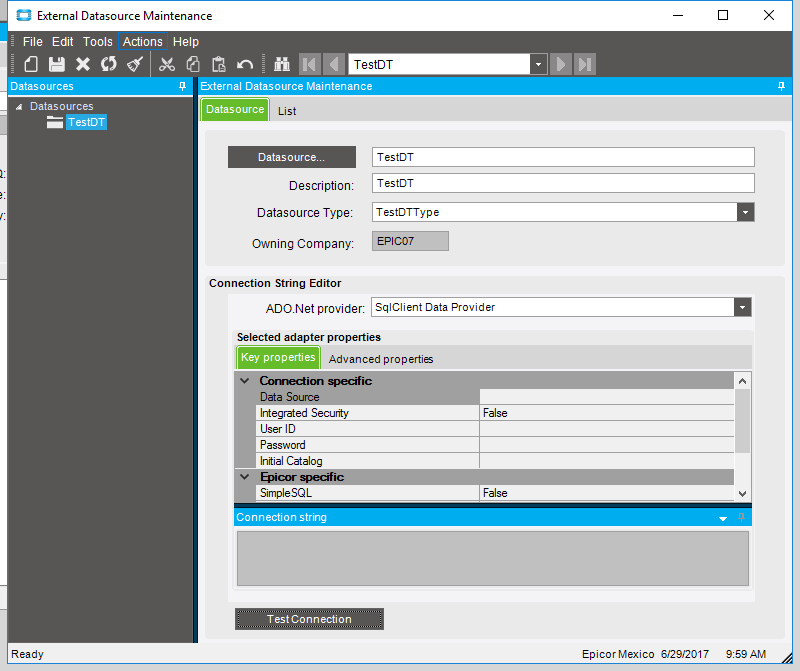 External Datasource Maintenance
File Edit Tools Actions Help
TestDT
Datasources
External Datasource Maintenance
Datasources
TestDT
Datasource List
Datasource... TestDT
Description: TestDT
Datasource Type: TestDTType
Owning Company: EPIC07
Connection String Editor
ADO.Net provider: SqlClient Data Provider
Selected adapter properties
Key properties Advanced properties
Connection specific
Data Source
Integrated Security False
User ID
Password
Initial Catalog
Epicor specific
SimpleSQL False
Connection string
Test Connection
Ready Epicor Mexico 6/29/2017 9:59 AM